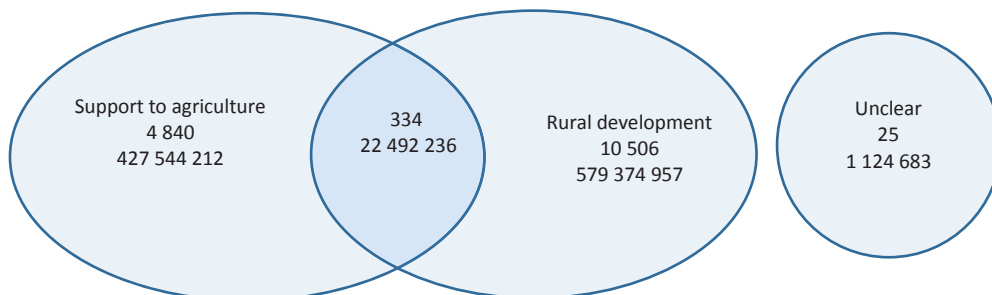 Support to agriculture
4 840
427 544 212
334
22 492 236
Rural development
10 506
579 374 957
Unclear
25
1 124 683